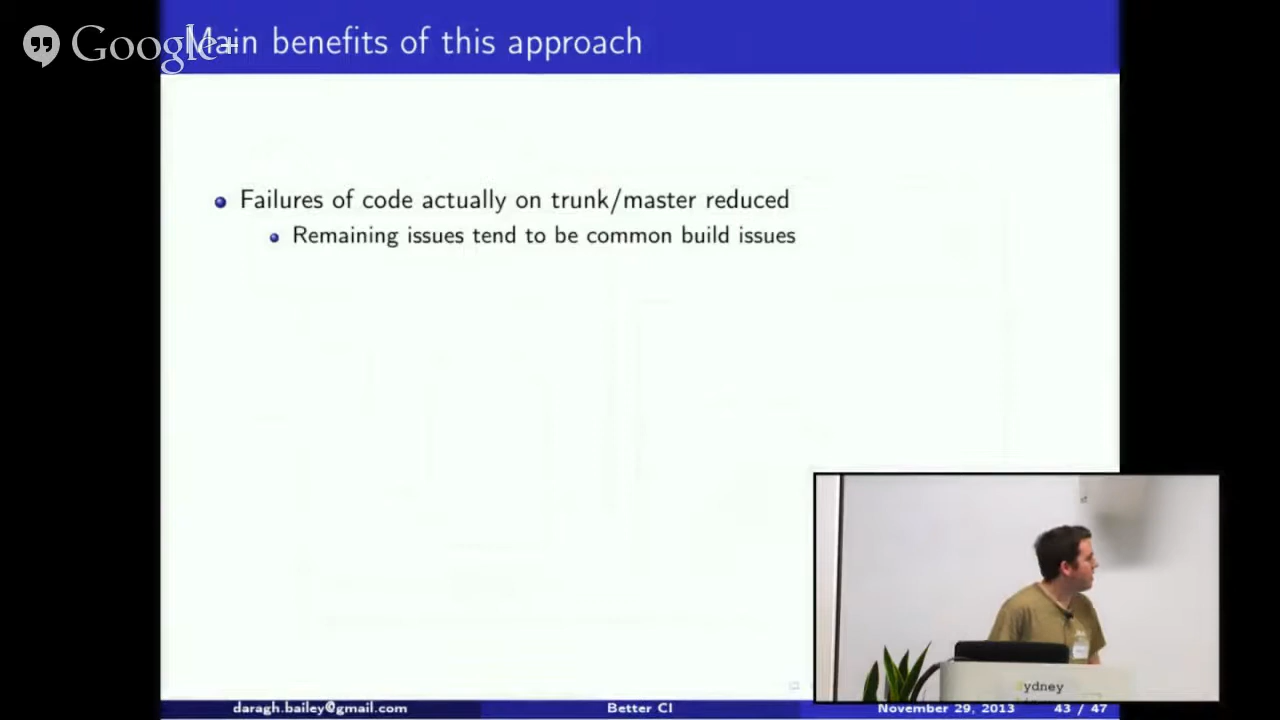 Google+
Main benefits of this approach
Failures of code actually on trunk/master reduced
Remaining issues tend to be common build issues
ydney
daragh.bailey@gmail.com Better CI November 29, 2013 43 / 47